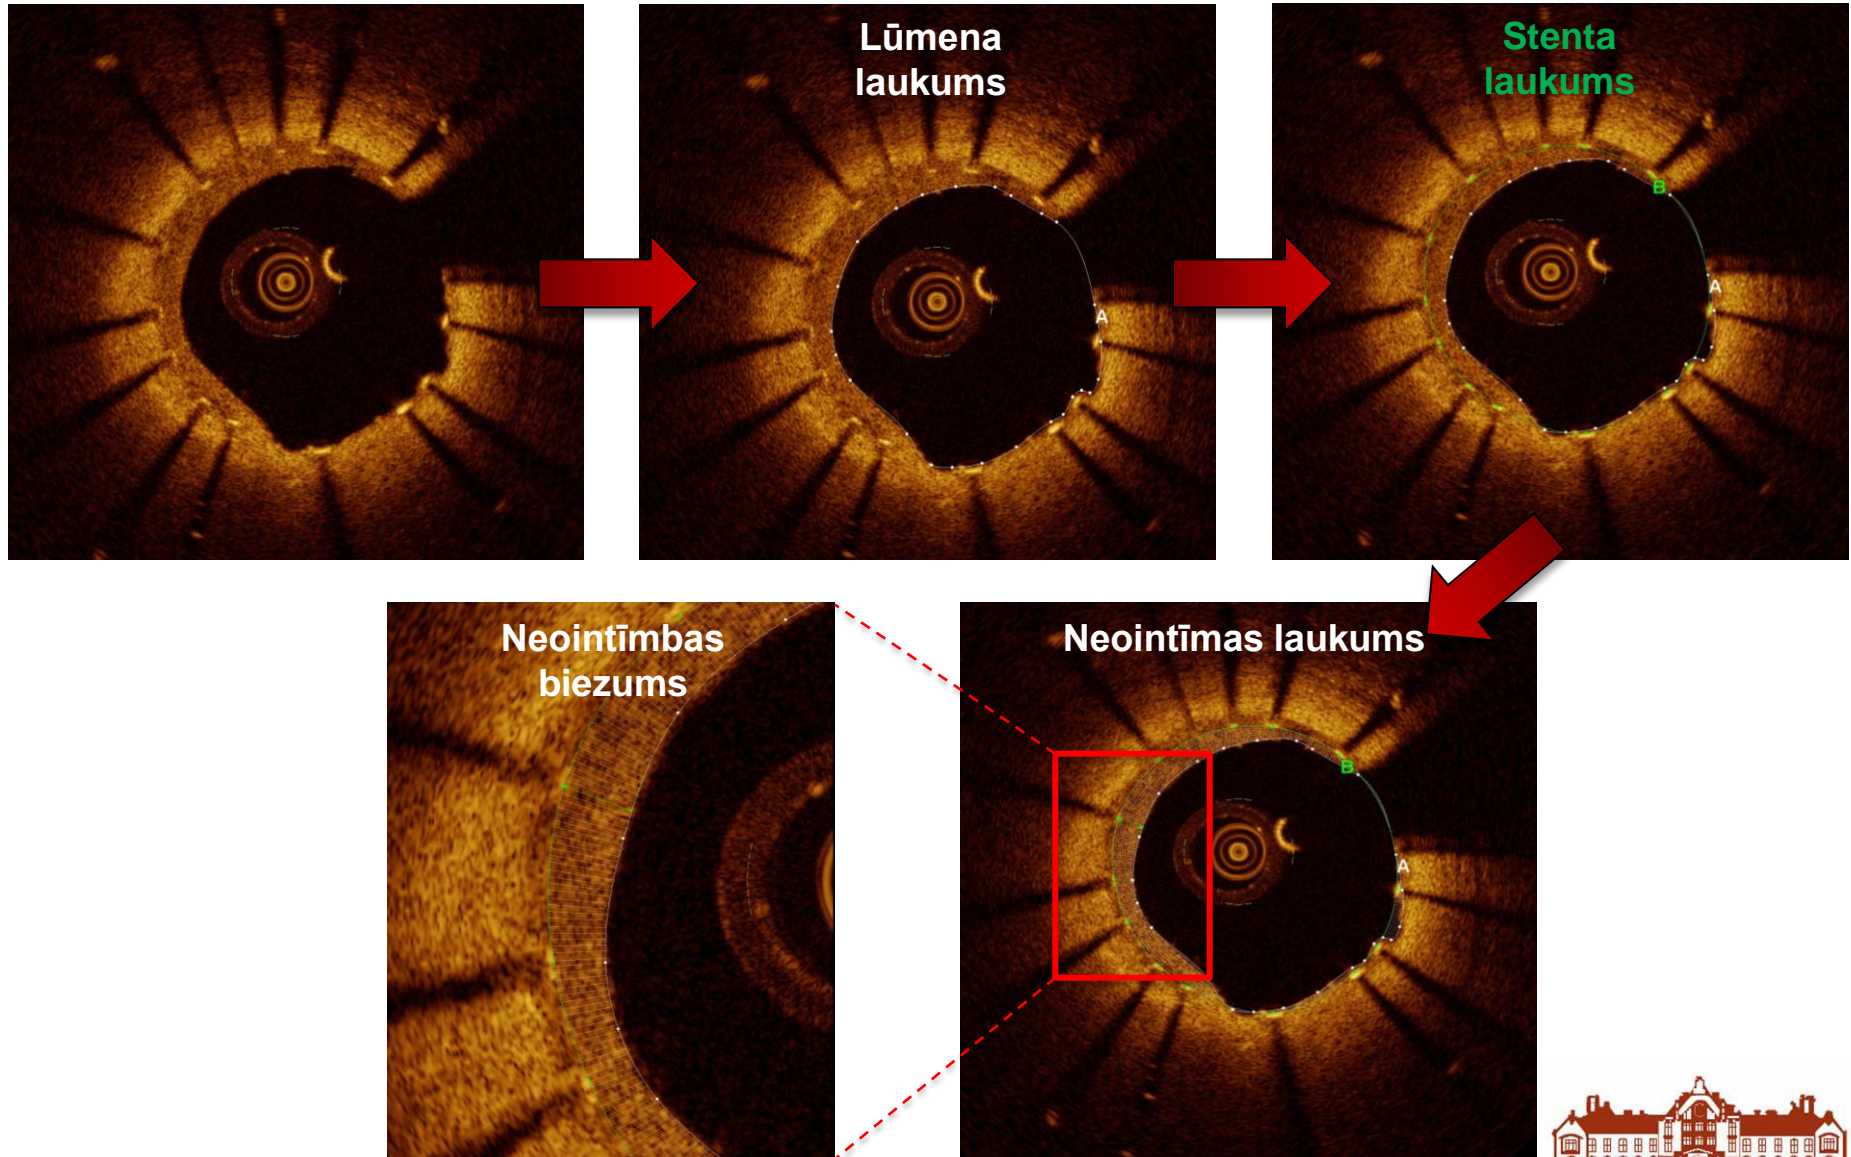 Lūmena
laukums
A
Stenta
laukums
B
A
Neointīmbas
biezums
Neointīmas laukums
B
A